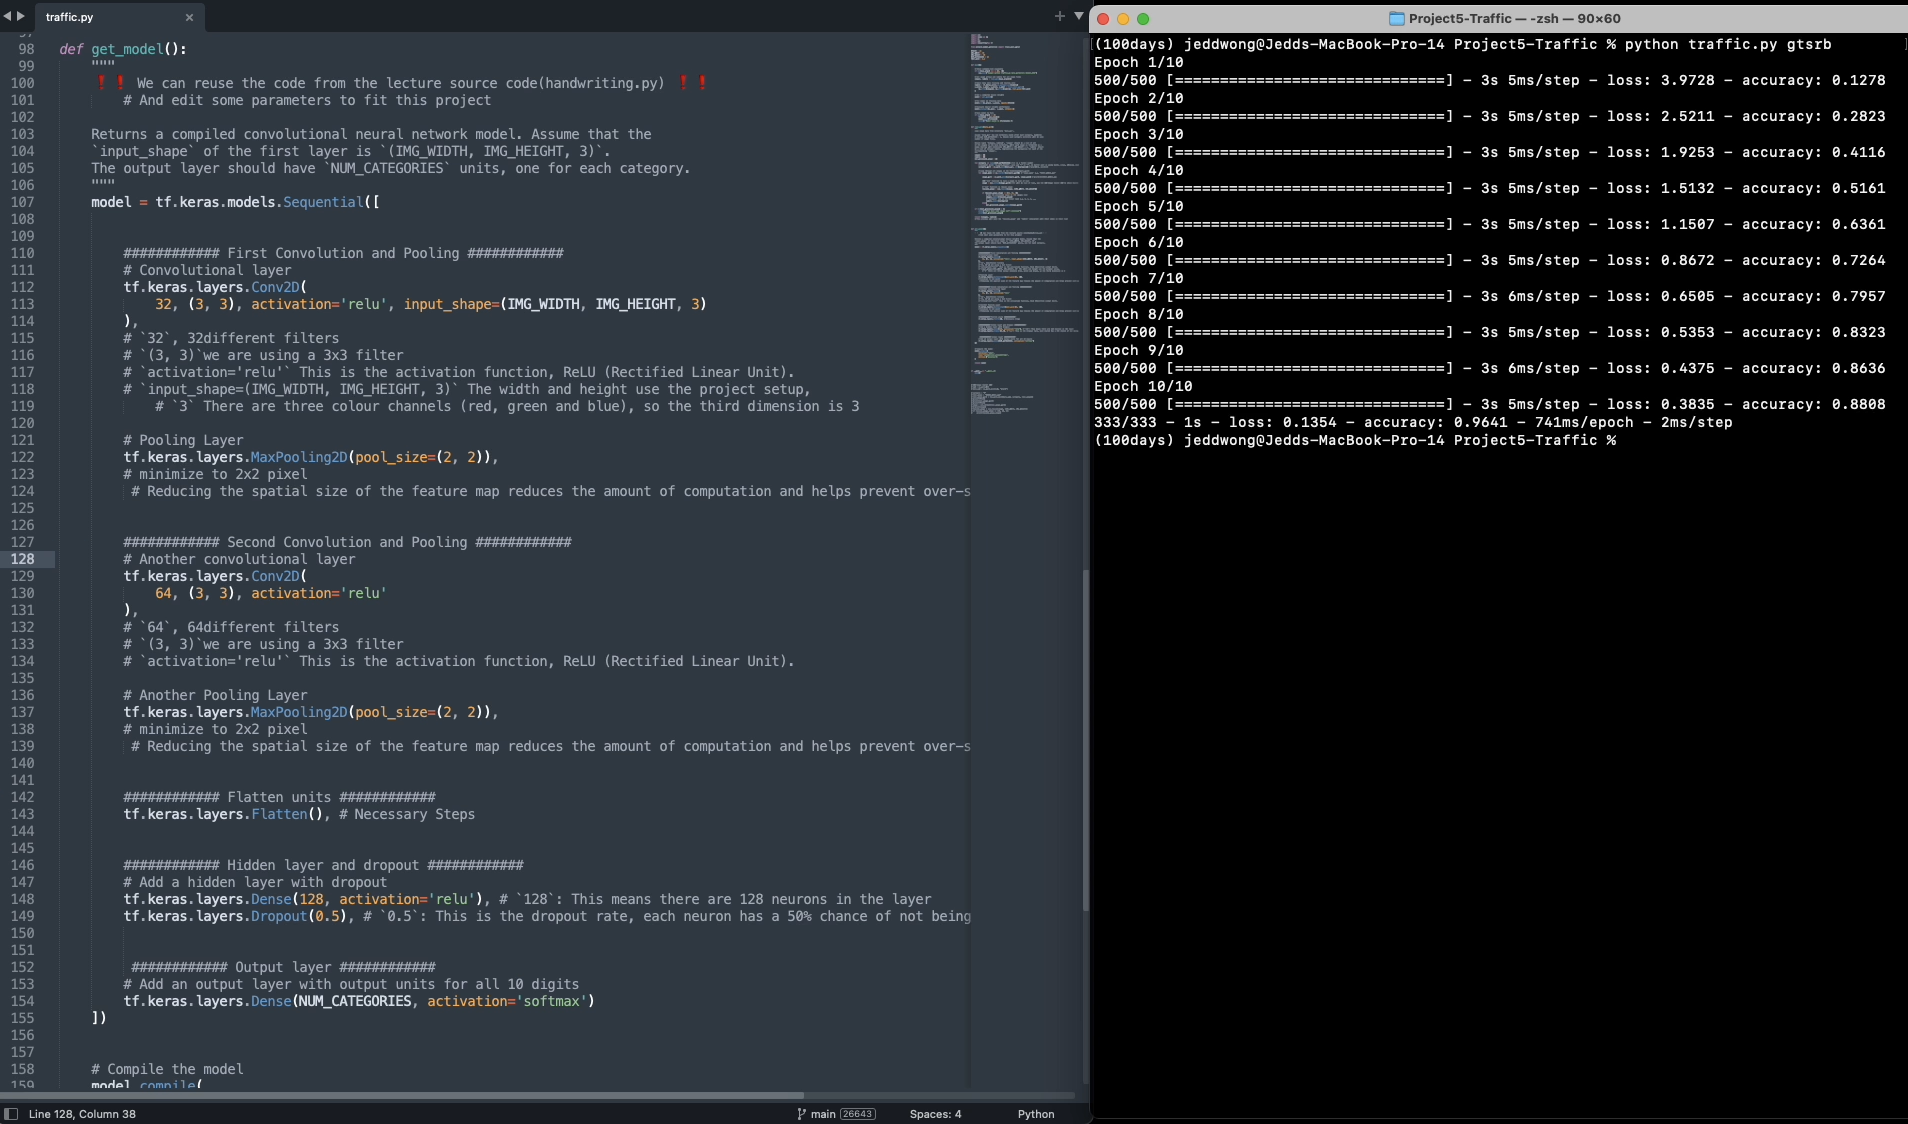 traffic.py
98 def get_model():
99 """
100 ❗❗ We can reuse the code from the lecture source code(handwriting.py) ❗❗
101 # And edit some parameters to fit this project
102
103 Returns a compiled convolutional neural network model. Assume that the
104 `input_shape` of the first layer is `(IMG_WIDTH, IMG_HEIGHT, 3)`.
105 The output layer should have `NUM_CATEGORIES` units, one for each category.
106 """
107 model = tf.keras.models.Sequential([
108
109
110 ############ First Convolution and Pooling ############
111 # Convolutional layer
112 tf.keras.layers.Conv2D(
113 32, (3, 3), activation='relu', input_shape=(IMG_WIDTH, IMG_HEIGHT, 3)
114 ),
115 # `32`, 32different filters
116 # `(3, 3)`we are using a 3x3 filter
117 # `activation='relu'` This is the activation function, ReLU (Rectified Linear Unit).
118 # `input_shape=(IMG_WIDTH, IMG_HEIGHT, 3)` The width and height use the project setup,
119 # `3` There are three colour channels (red, green and blue), so the third dimension is 3
120
121 # Pooling Layer
122 tf.keras.layers.MaxPooling2D(pool_size=(2, 2)),
123 # minimize to 2x2 pixel
124 # Reducing the spatial size of the feature map reduces the amount of computation and helps prevent over-s
125
126
127 ############ Second Convolution and Pooling ############
128 # Another convolutional layer
129 tf.keras.layers.Conv2D(
130 64, (3, 3), activation='relu'
131 ),
132 # `64`, 64different filters
133 # `(3, 3)`we are using a 3x3 filter
134 # `activation='relu'` This is the activation function, ReLU (Rectified Linear Unit).
135
136 # Another Pooling Layer
137 tf.keras.layers.MaxPooling2D(pool_size=(2, 2)),
138 # minimize to 2x2 pixel
139 # Reducing the spatial size of the feature map reduces the amount of computation and helps prevent over-s
140
141
142 ############ Flatten units ############
143 tf.keras.layers.Flatten(), # Necessary Steps
144
145
146 ############ Hidden layer and dropout ############
147 # Add a hidden layer with dropout
148 tf.keras.layers.Dense(128, activation='relu'), # `128`: This means there are 128 neurons in the layer
149 tf.keras.layers.Dropout(0.5), # `0.5`: This is the dropout rate, each neuron has a 50% chance of not being
150
151
152 ############ Output layer ############
153 # Add an output layer with output units for all 10 digits
154 tf.keras.layers.Dense(NUM_CATEGORIES, activation='softmax')
155 ])
156
157
158 # Compile the model
159 model.compile(
Line 128, Column 38 main 26643 Spaces: 4 Python
Project5-Traffic — -zsh — 90×60
(100days) jeddwong@Jedds-MacBook-Pro-14 Project5-Traffic % python traffic.py gtsrb
Epoch 1/10
500/500 [==============================] - 3s 5ms/step - loss: 3.9728 - accuracy: 0.1278
Epoch 2/10
500/500 [==============================] - 3s 5ms/step - loss: 2.5211 - accuracy: 0.2823
Epoch 3/10
500/500 [==============================] - 3s 5ms/step - loss: 1.9253 - accuracy: 0.4116
Epoch 4/10
500/500 [==============================] - 3s 5ms/step - loss: 1.5132 - accuracy: 0.5161
Epoch 5/10
500/500 [==============================] - 3s 5ms/step - loss: 1.1507 - accuracy: 0.6361
Epoch 6/10
500/500 [==============================] - 3s 5ms/step - loss: 0.8672 - accuracy: 0.7264
Epoch 7/10
500/500 [==============================] - 3s 6ms/step - loss: 0.6505 - accuracy: 0.7957
Epoch 8/10
500/500 [==============================] - 3s 5ms/step - loss: 0.5353 - accuracy: 0.8323
Epoch 9/10
500/500 [==============================] - 3s 6ms/step - loss: 0.4375 - accuracy: 0.8636
Epoch 10/10
500/500 [==============================] - 3s 5ms/step - loss: 0.3835 - accuracy: 0.8808
333/333 - 1s - loss: 0.1354 - accuracy: 0.9641 - 741ms/epoch - 2ms/step
(100days) jeddwong@Jedds-MacBook-Pro-14 Project5-Traffic %